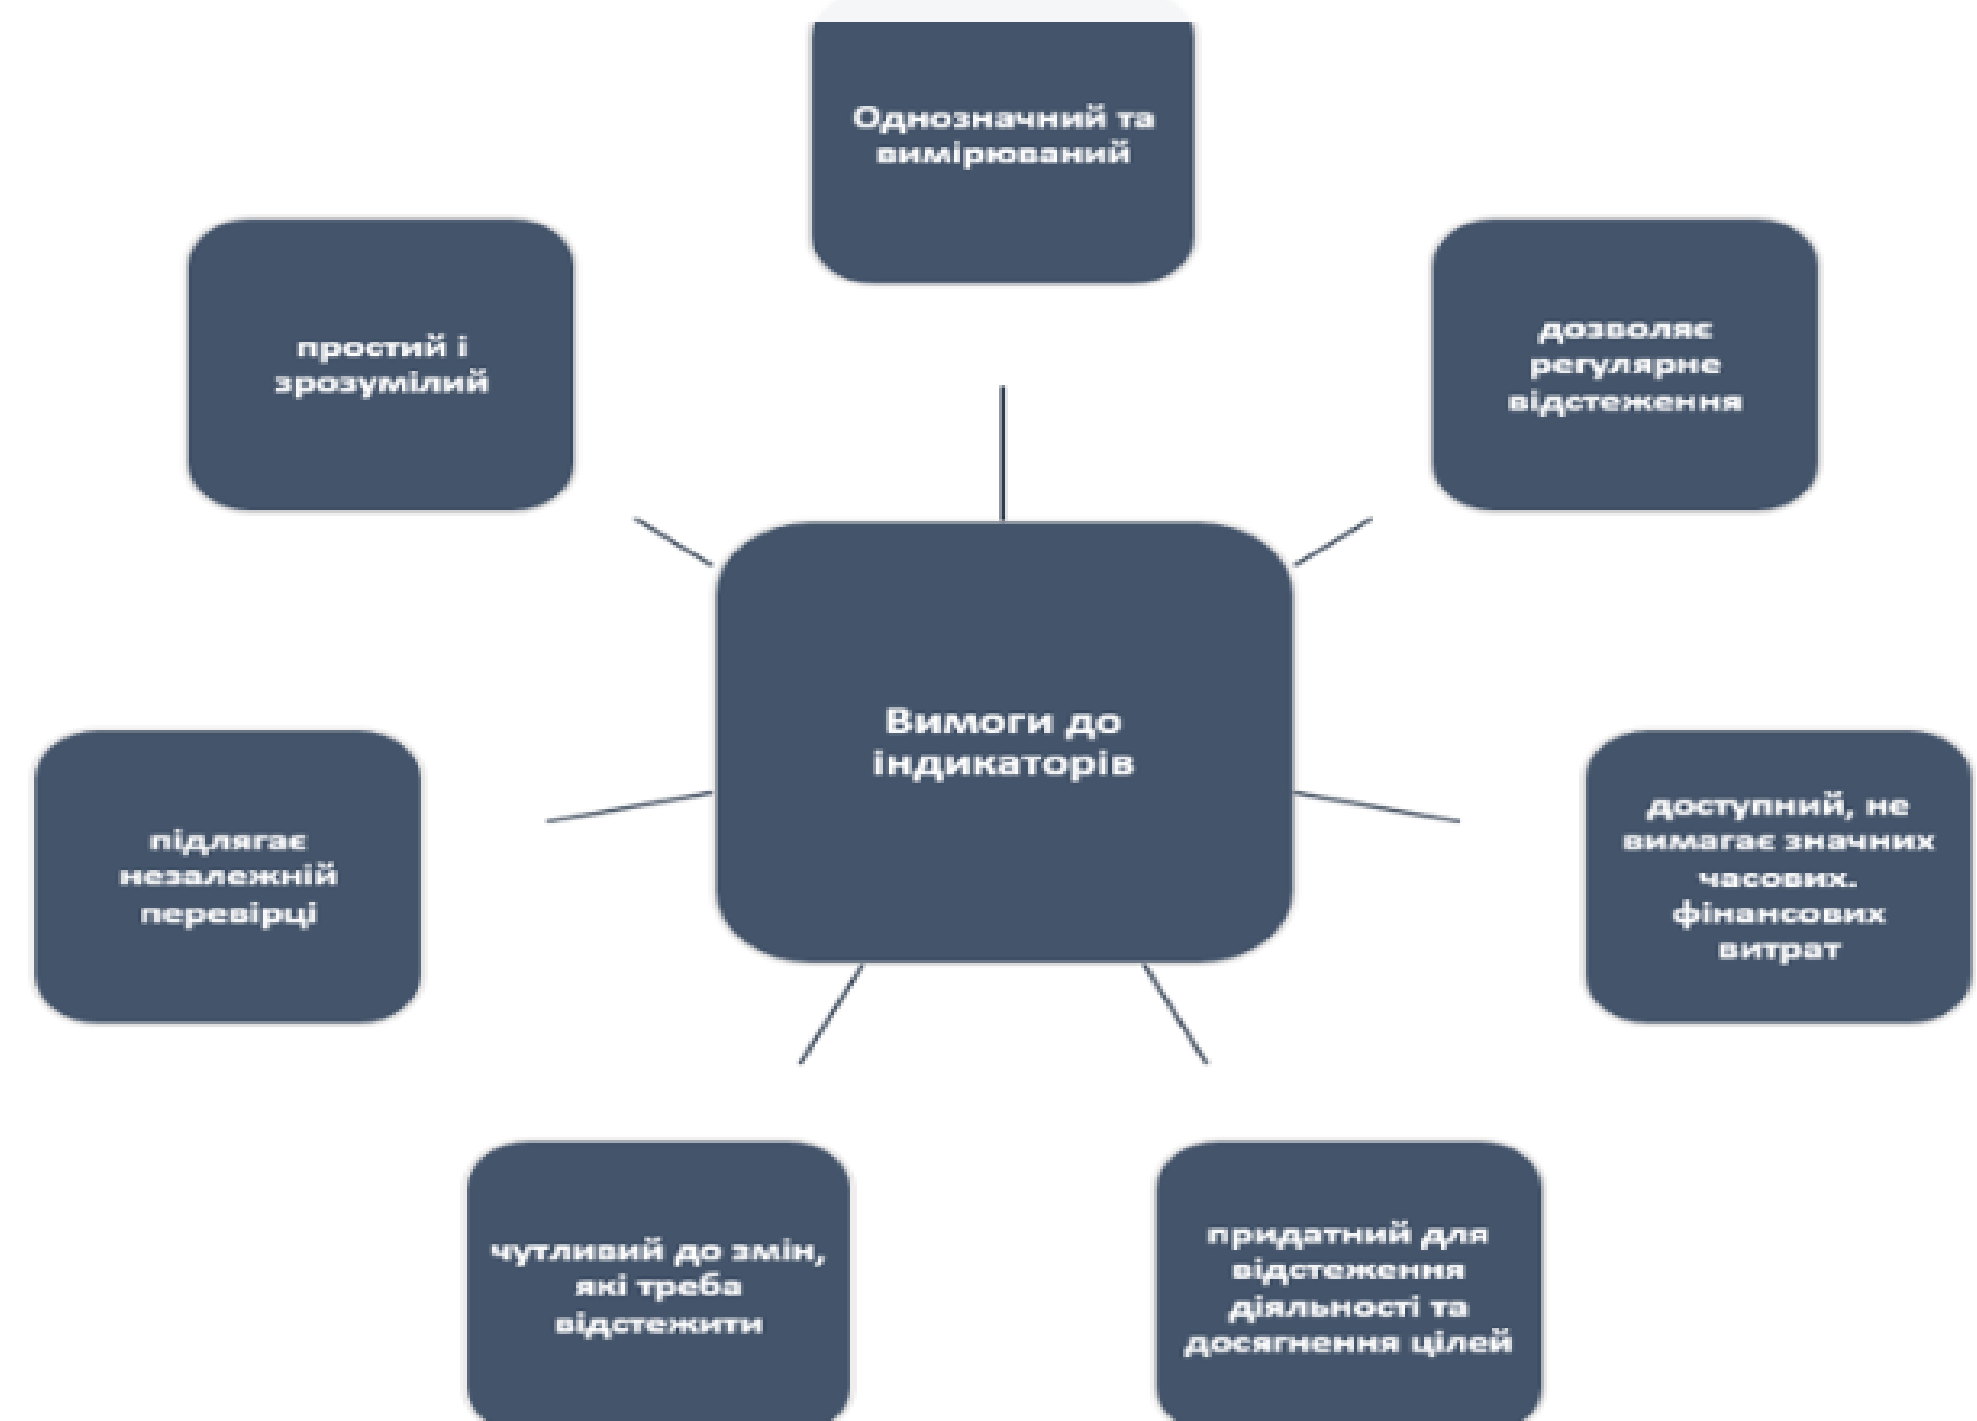 Однозначний та
вимірюваний
простий і
зрозумілий
дозволяє
регулярне
відстеження
Вимоги до
індикаторів
підлягає
незалежній
перевірці
доступний, не
вимагає значних
часових.
фінансових
витрат
чутливий до змін,
які треба
відстежити
придатний для
відстеження
діяльності та
досягнення цілей